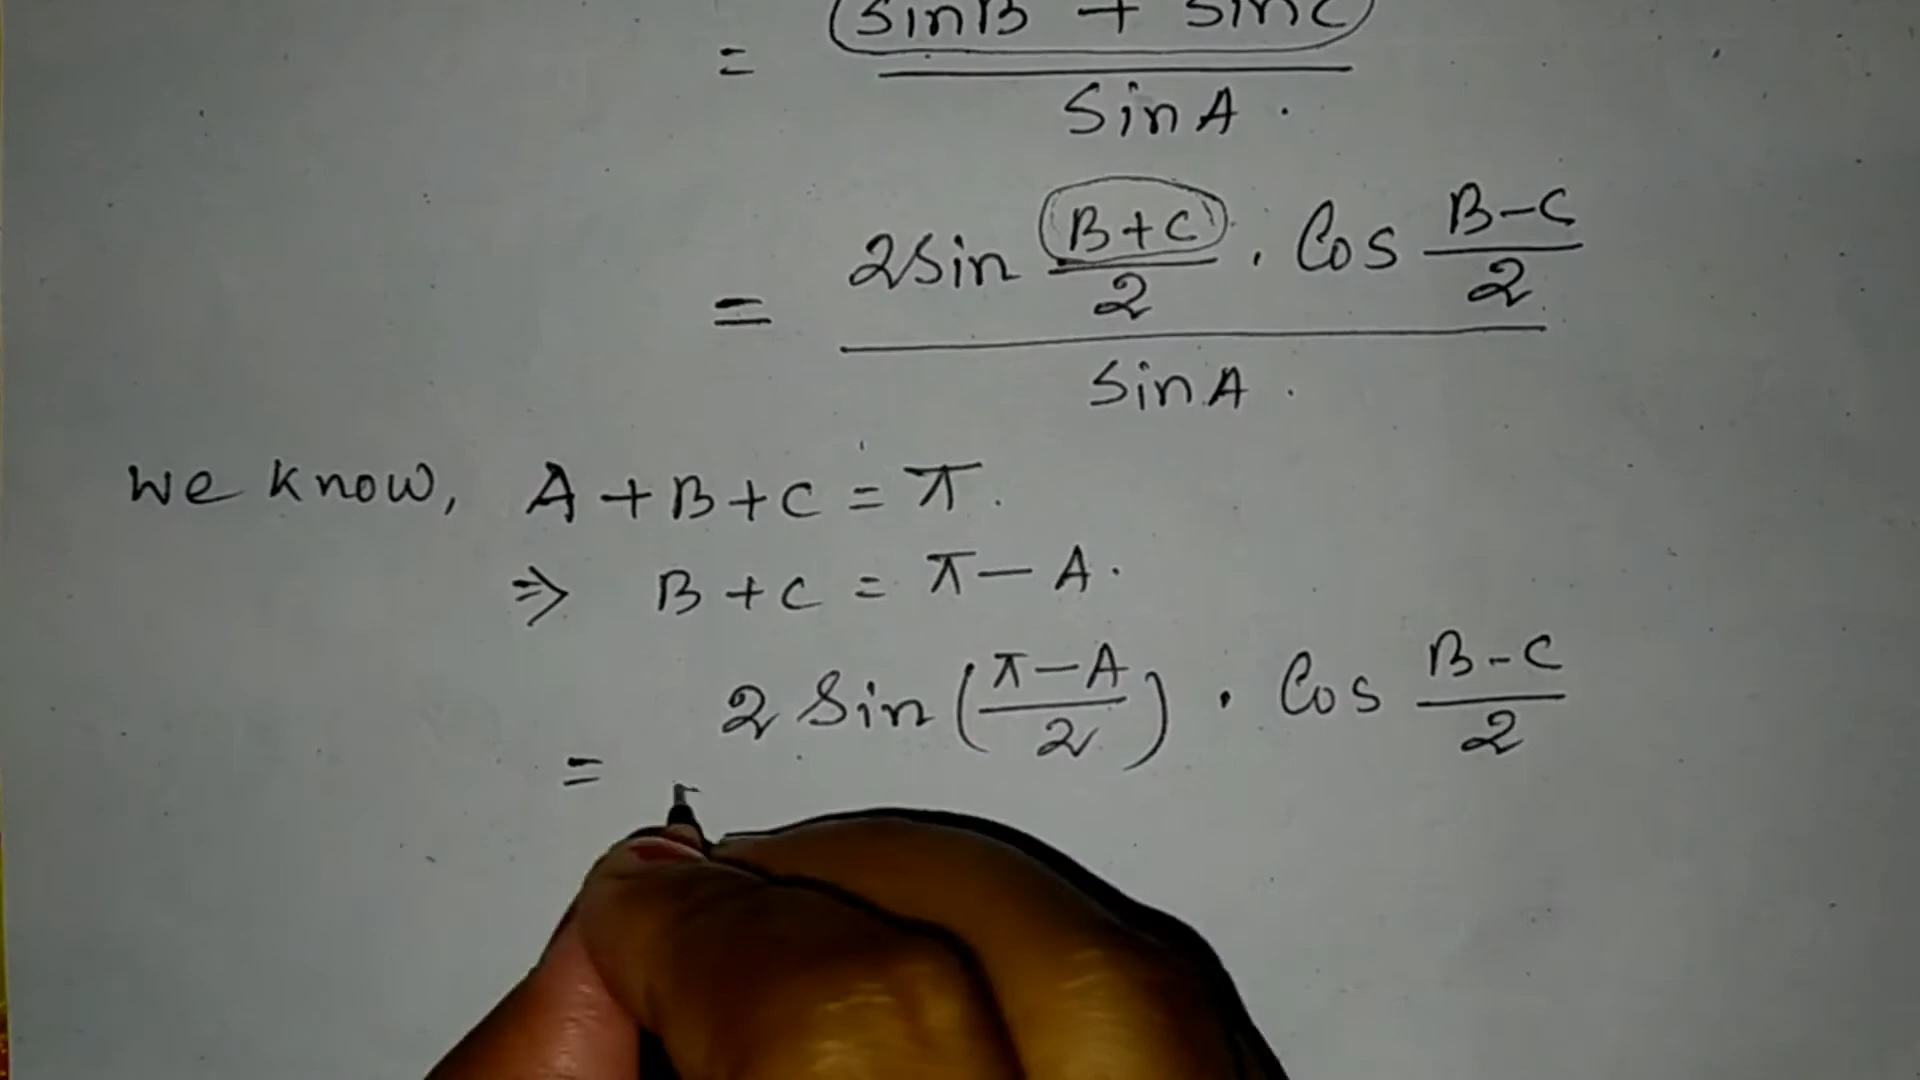 (sinB + sinC)
=
sinA .
2sin (B+C)/2 . Cos B-C/2
=
sinA .
We know, A+B+C = π.
⇒ B+C = π-A.
2 Sin (π-A/2) . Cos B-C/2
=